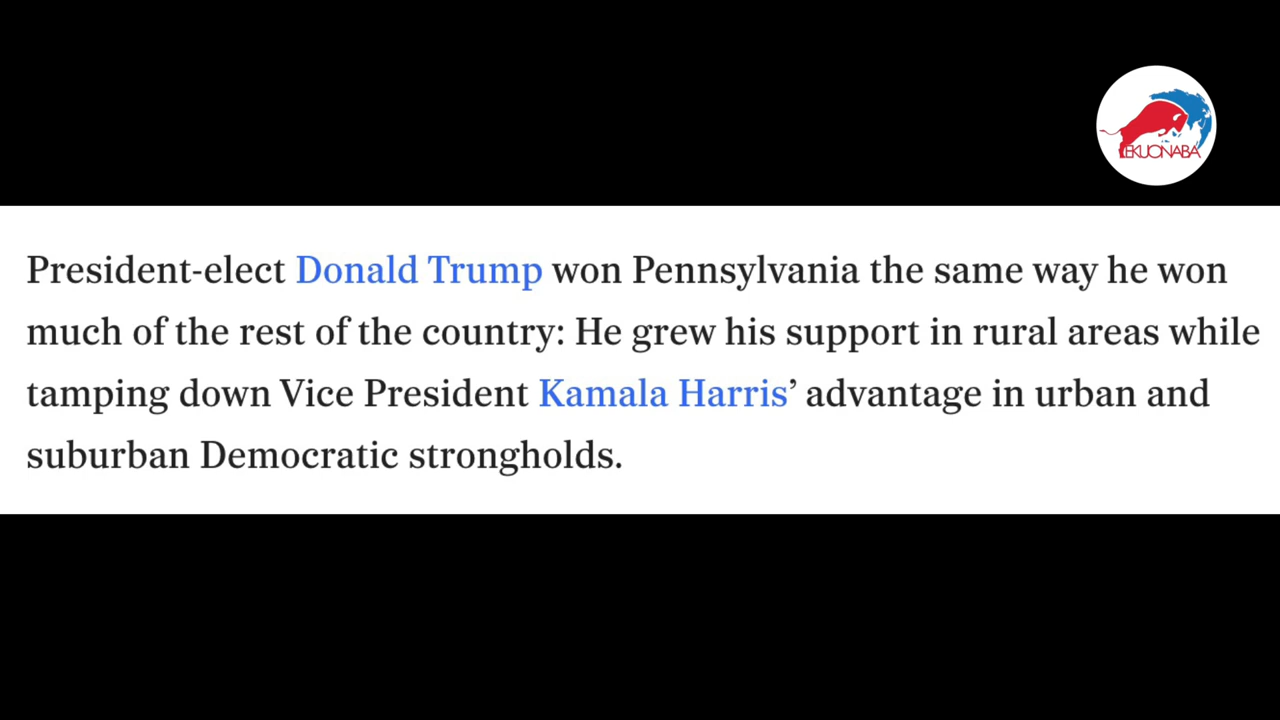 EKUONABA
President-elect Donald Trump won Pennsylvania the same way he won
much of the rest of the country: He grew his support in rural areas while
tamping down Vice President Kamala Harris’ advantage in urban and
suburban Democratic strongholds.